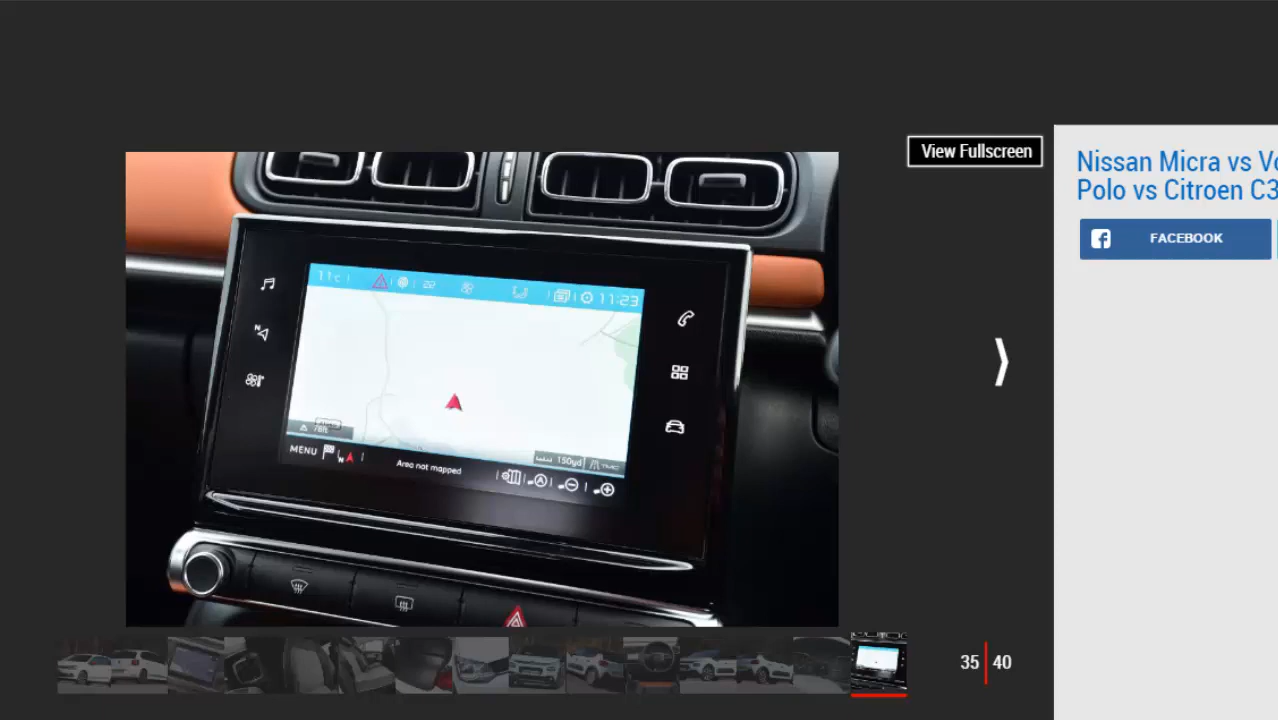 View Fullscreen
Nissan Micra vs Vo
Polo vs Citroen C3
FACEBOOK
11:23
N
MENU
Area not mapped
150yd
TMC
A
35 40